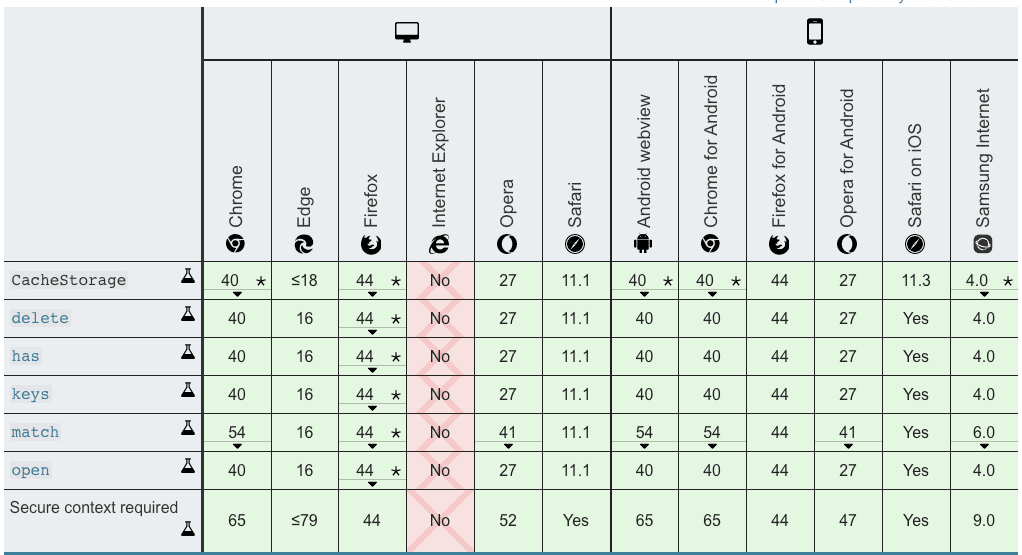 Chrome
Edge
Firefox
Internet Explorer
Opera
Safari
Android webview
Chrome for Android
Firefox for Android
Opera for Android
Safari on iOS
Samsung Internet
CacheStorage 40 * ≤18 44 * No 27 11.1 40 * 40 * 44 27 11.3 4.0 *
delete 40 16 44 * No 27 11.1 40 40 44 27 Yes 4.0
has 40 16 44 * No 27 11.1 40 40 44 27 Yes 4.0
keys 40 16 44 * No 27 11.1 40 40 44 27 Yes 4.0
match 54 16 44 * No 41 11.1 54 54 44 41 Yes 6.0
open 40 16 44 * No 27 11.1 40 40 44 27 Yes 4.0
Secure context required 65 ≤79 44 No 52 Yes 65 65 44 47 Yes 9.0